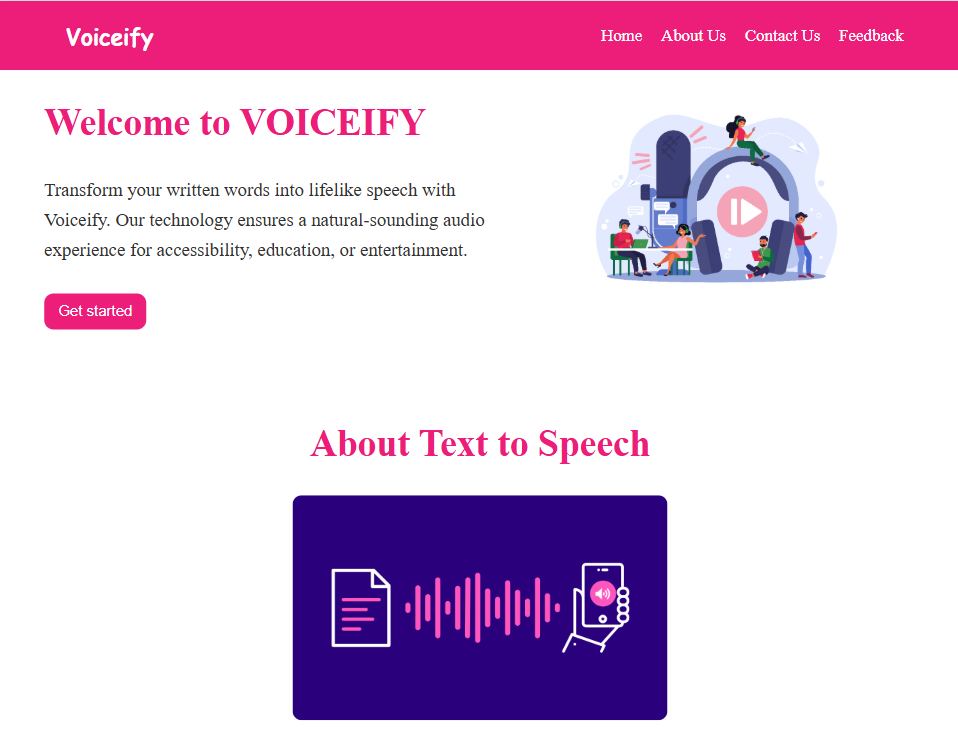 Voiceify
Home About Us Contact Us Feedback
Welcome to VOICEIFY
Transform your written words into lifelike speech with
Voiceify. Our technology ensures a natural-sounding audio
experience for accessibility, education, or entertainment.
Get started
About Text to Speech